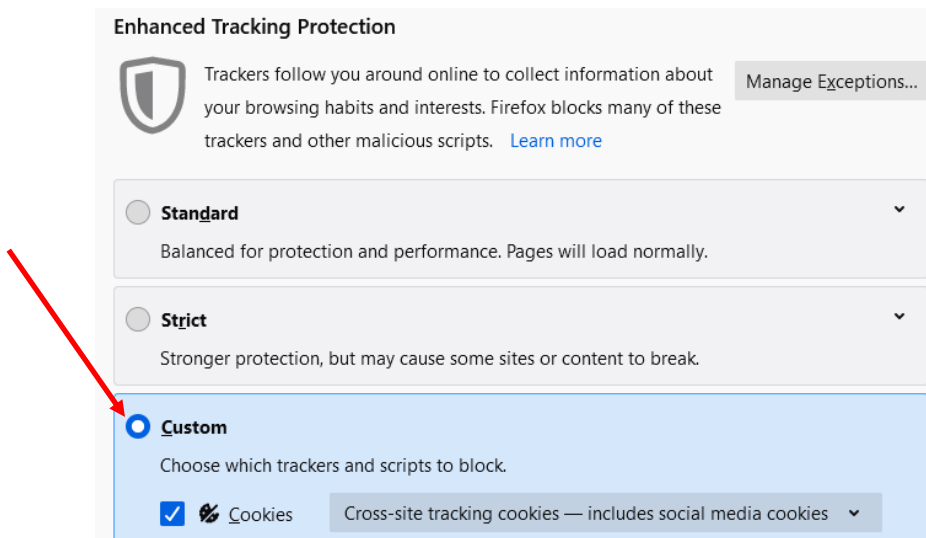 Enhanced Tracking Protection
Trackers follow you around online to collect information about
your browsing habits and interests. Firefox blocks many of these
trackers and other malicious scripts. Learn more
Manage Exceptions...
Standard
Balanced for protection and performance. Pages will load normally.
Strict
Stronger protection, but may cause some sites or content to break.
Custom
Choose which trackers and scripts to block.
Cookies
Cross-site tracking cookies — includes social media cookies